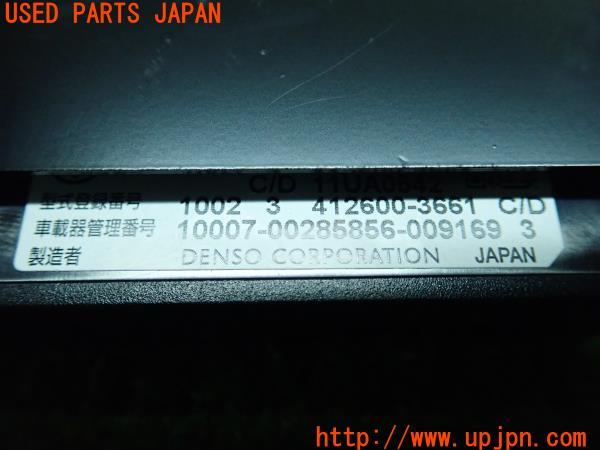 USED PARTS JAPAN
C/D 11UA0542
型式登録番号 1002 3 412600-3661 C/D
車載器管理番号 10007-00285856-009169 3
製造者 DENSO CORPORATION JAPAN
http://www.upjpn.com/